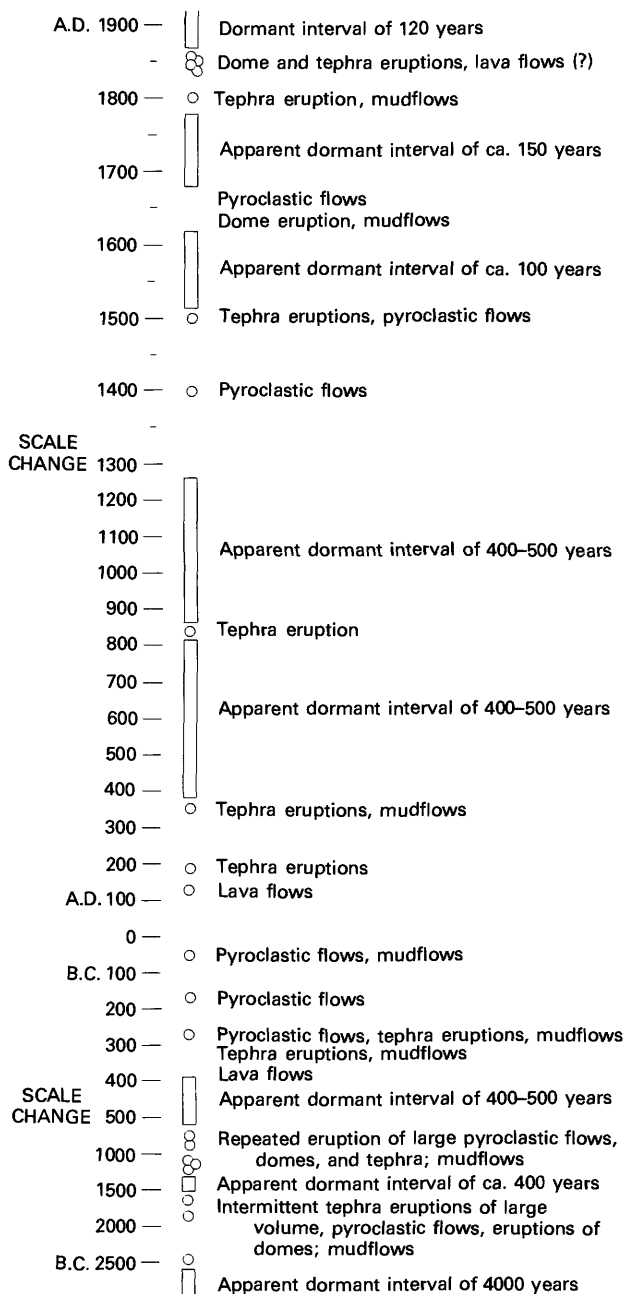 A.D. 1900 — Dormant interval of 120 years
Dome and tephra eruptions, lava flows (?)
1800 — Tephra eruption, mudflows
Apparent dormant interval of ca. 150 years
1700 —
Pyroclastic flows
Dome eruption, mudflows
1600 —
Apparent dormant interval of ca. 100 years
1500 — Tephra eruptions, pyroclastic flows
1400 — Pyroclastic flows
SCALE
CHANGE 1300 —
1200 —
1100 —
Apparent dormant interval of 400–500 years
1000 —
900 —
Tephra eruption
800 —
700 —
Apparent dormant interval of 400–500 years
600 —
500 —
400 —
Tephra eruptions, mudflows
300 —
200 — Tephra eruptions
Lava flows
A.D. 100 —
0 —
Pyroclastic flows, mudflows
B.C. 100 —
Pyroclastic flows
200 —
Pyroclastic flows, tephra eruptions, mudflows
300 —
Tephra eruptions, mudflows
Lava flows
400 —
SCALE
Apparent dormant interval of 400–500 years
CHANGE 500 —
Repeated eruption of large pyroclastic flows,
1000 — domes, and tephra; mudflows
1500 — Apparent dormant interval of ca. 400 years
Intermittent tephra eruptions of large
2000 — volume, pyroclastic flows, eruptions of
domes; mudflows
B.C. 2500 —
Apparent dormant interval of 4000 years